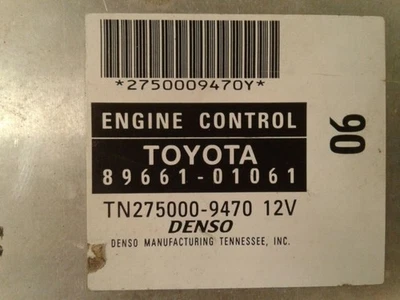 *2750009470Y*
ENGINE CONTROL
TOYOTA
89661-01061
TN275000-9470 12V
DENSO
DENSO MANUFACTURING TENNESSEE, INC.
06